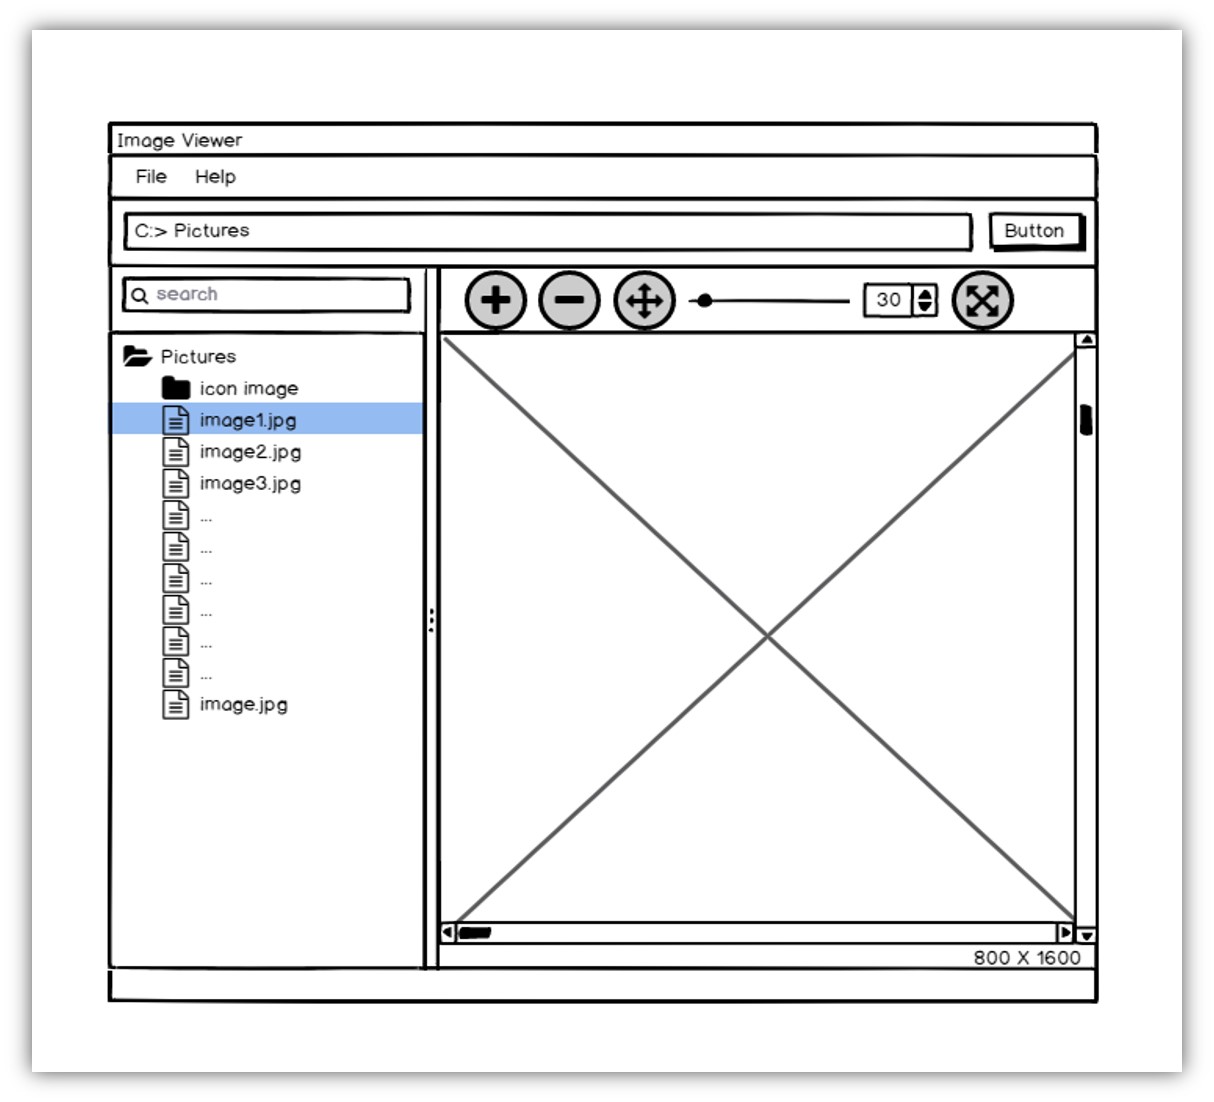 Image Viewer
File Help
C:> Pictures
Button
search
30
Pictures
icon image
image1.jpg
image2.jpg
image3.jpg
...
...
...
...
...
...
image.jpg
800 X 1600